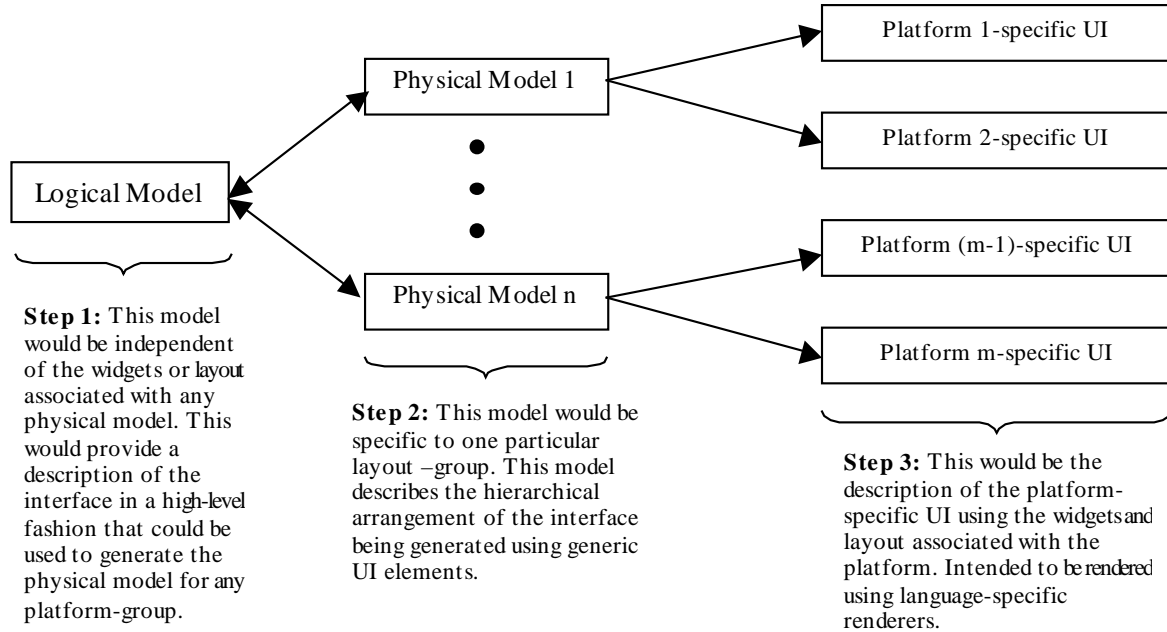 Platform 1-specific UI
Physical Model 1
Platform 2-specific UI
Logical Model
Platform (m-1)-specific UI
Physical Model n
Platform m-specific UI
Step 1: This model
would be independent
of the widgets or layout
associated with any
physical model. This
would provide a
description of the
interface in a high-level
fashion that could be
used to generate the
physical model for any
platform-group.
Step 2: This model would be
specific to one particular
layout –group. This model
describes the hierarchical
arrangement of the interface
being generated using generic
UI elements.
Step 3: This would be the
description of the platform-
specific UI using the widgets and
layout associated with the
platform. Intended to be rendered
using language-specific
renderers.